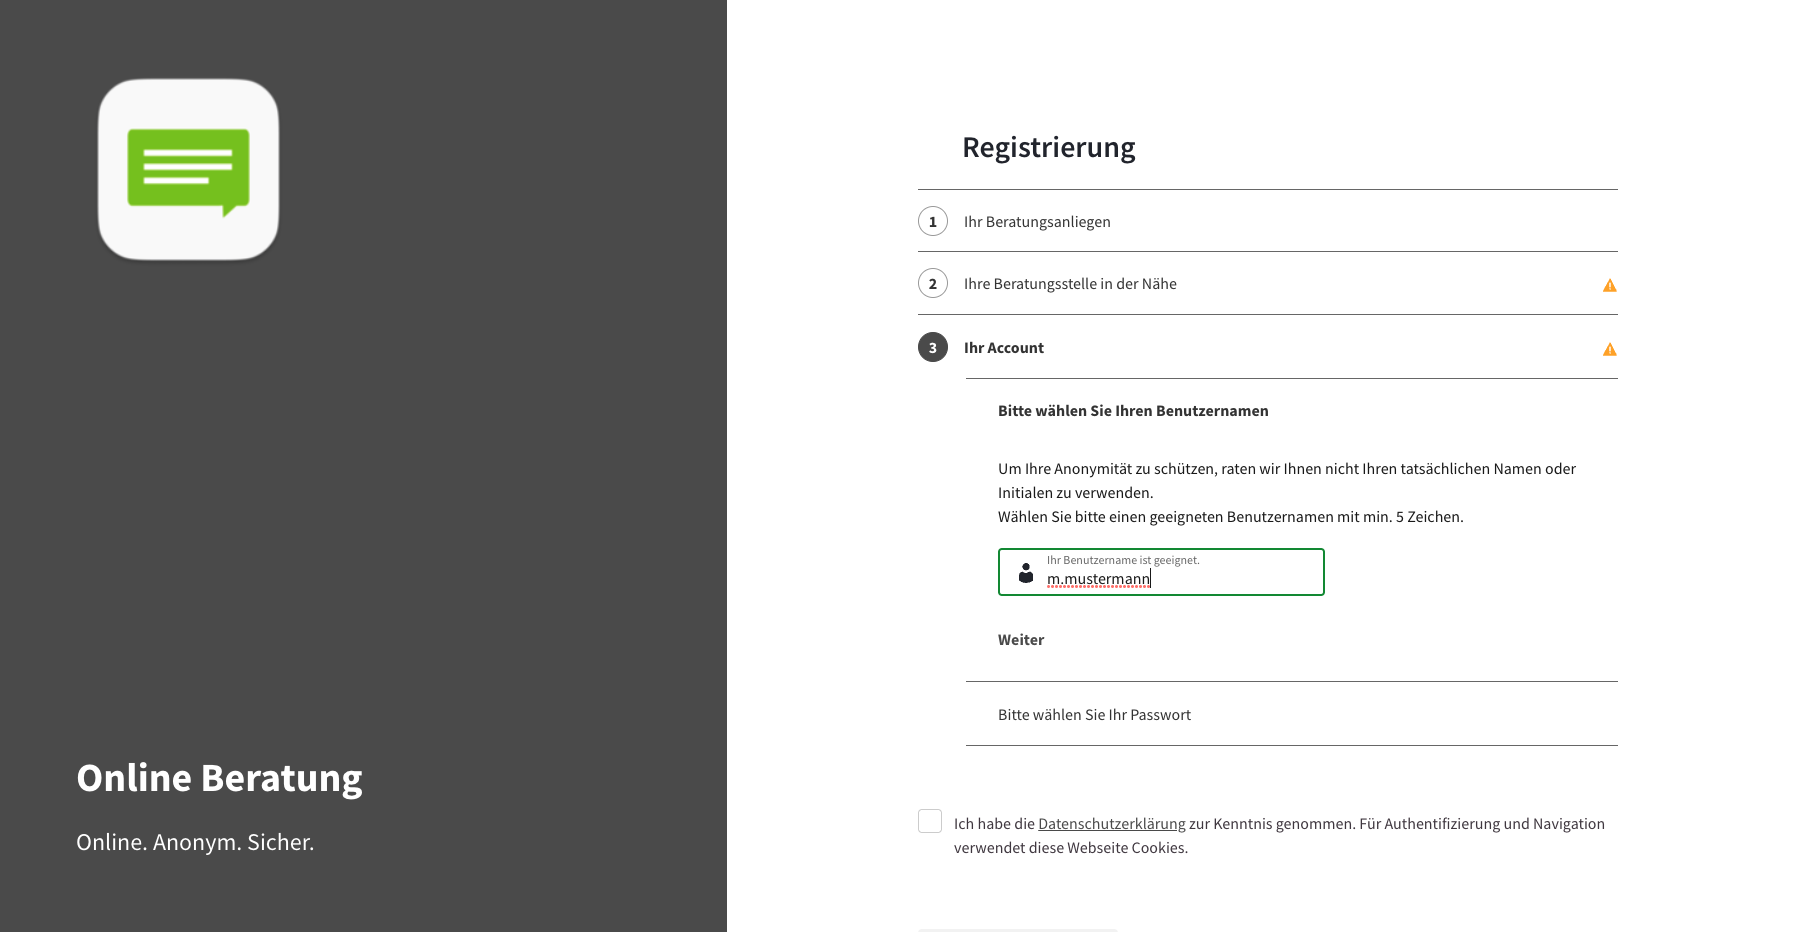 Registrierung
1 Ihr Beratungsanliegen
2 Ihre Beratungsstelle in der Nähe
3 Ihr Account
Bitte wählen Sie Ihren Benutzernamen
Um Ihre Anonymität zu schützen, raten wir Ihnen nicht Ihren tatsächlichen Namen oder
Initialen zu verwenden.
Wählen Sie bitte einen geeigneten Benutzernamen mit min. 5 Zeichen.
Ihr Benutzername ist geeignet.
m.mustermann
Weiter
Bitte wählen Sie Ihr Passwort
Ich habe die Datenschutzerklärung zur Kenntnis genommen. Für Authentifizierung und Navigation
verwendet diese Webseite Cookies.
Online Beratung
Online. Anonym. Sicher.